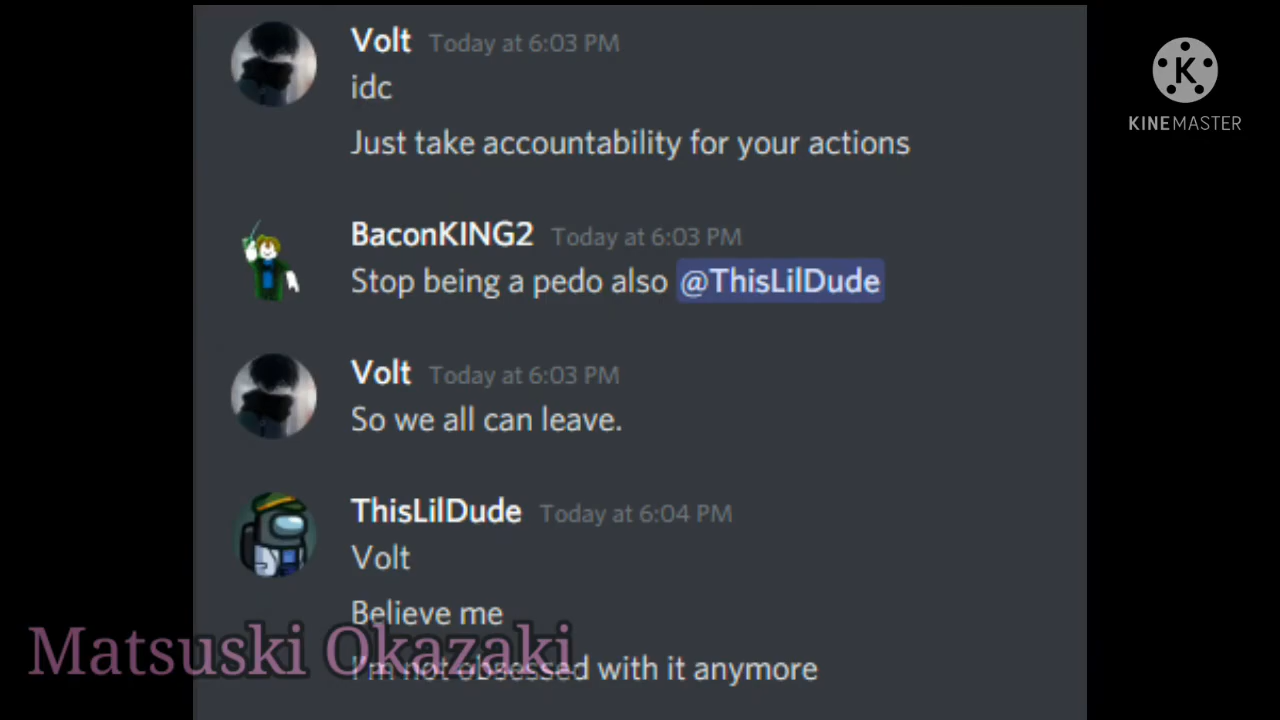 Volt Today at 6:03 PM
idc
Just take accountability for your actions
BaconKING2 Today at 6:03 PM
Stop being a pedo also @ThisLilDude
Volt Today at 6:03 PM
So we all can leave.
ThisLilDude Today at 6:04 PM
Volt
Believe me
I'm not obsessed with it anymore
Matsuski Okazaki
K
KINEMASTER